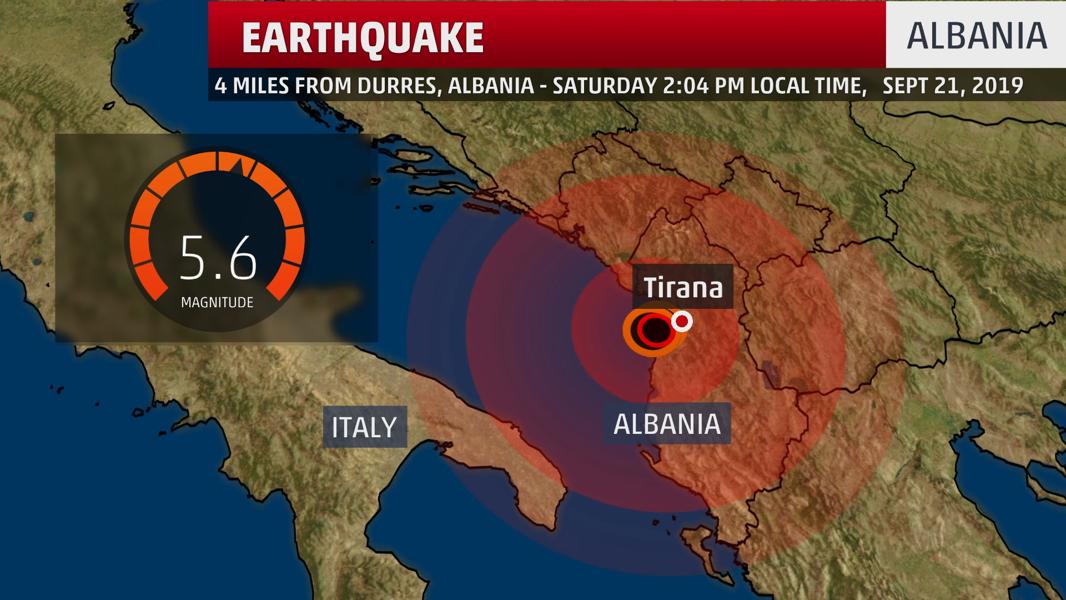 EARTHQUAKE
ALBANIA
4 MILES FROM DURRES, ALBANIA - SATURDAY 2:04 PM LOCAL TIME, SEPT 21, 2019
5.6
MAGNITUDE
Tirana
ITALY
ALBANIA